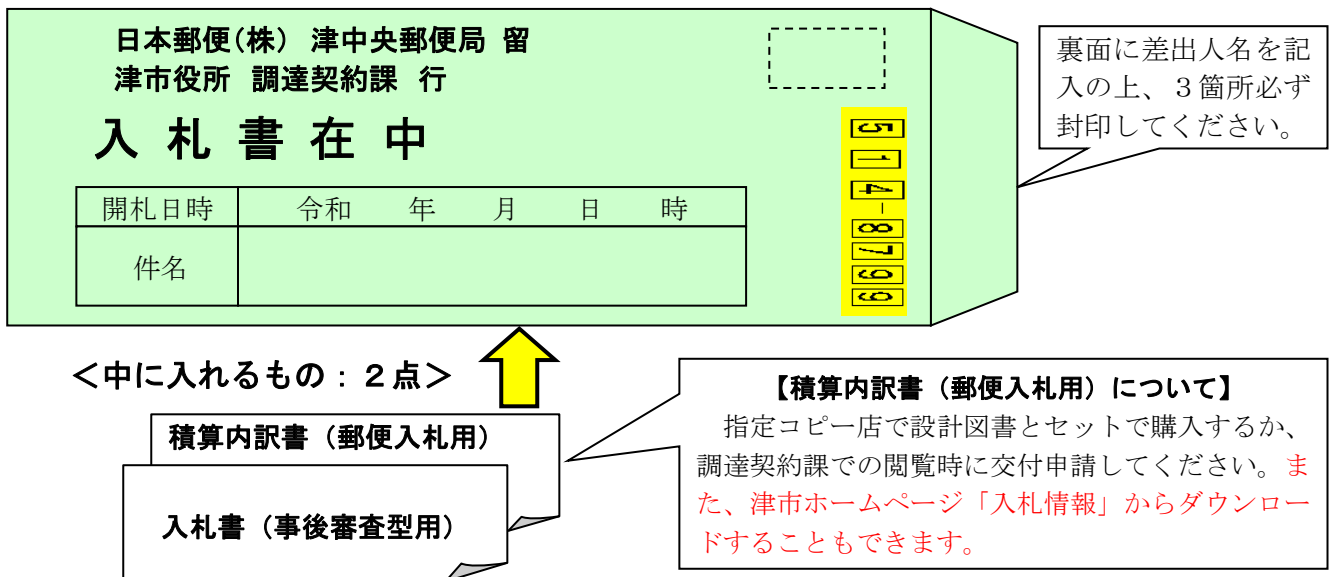 日本郵便(株) 津中央郵便局 留
津市役所 調達契約課 行
入札書在中
開札日時 令和 年 月 日 時
件名
514-8799
裏面に差出人名を記
入の上、３箇所必ず
封印してください。
＜中に入れるもの：２点＞
積算内訳書（郵便入札用）
入札書（事後審査型用）
【積算内訳書（郵便入札用）について】
指定コピー店で設計図書とセットで購入するか、
調達契約課での閲覧時に交付申請してください。ま
た、津市ホームページ「入札情報」からダウンロー
ドすることもできます。